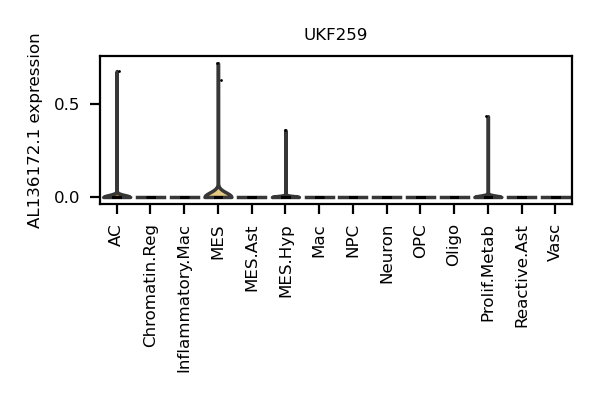 UKF259
AL136172.1 expression
0.5
0.0
AC
Chromatin.Reg
Inflammatory.Mac
MES
MES.Ast
MES.Hyp
Mac
NPC
Neuron
OPC
Oligo
Prolif.Metab
Reactive.Ast
Vasc